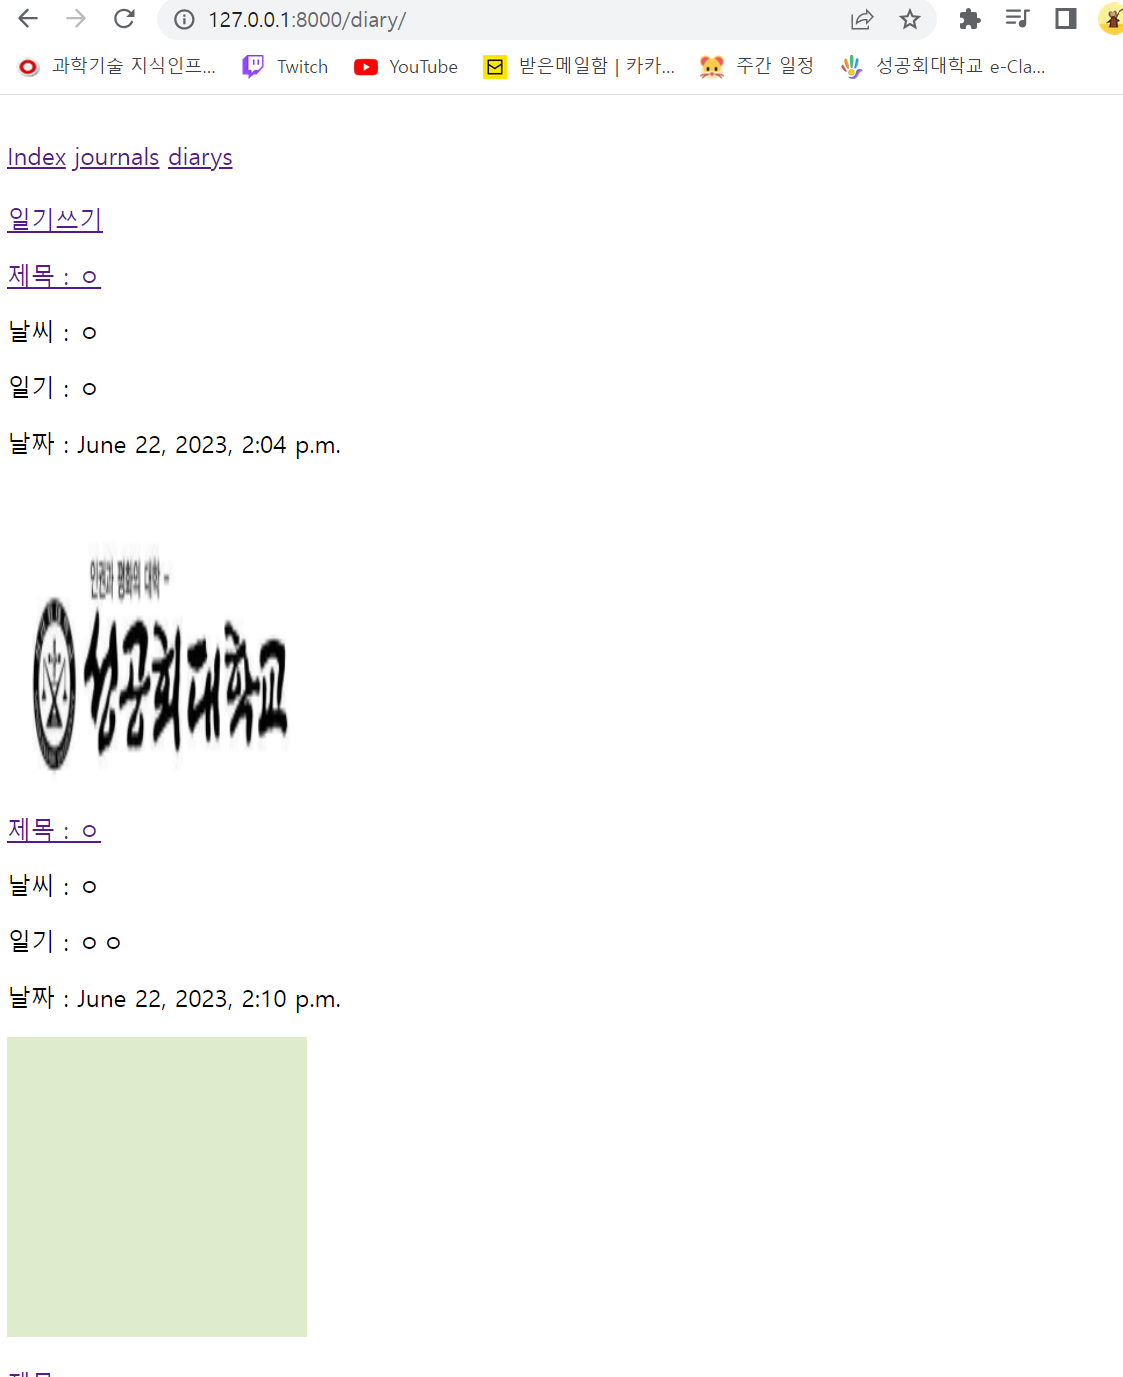 127.0.0.1:8000/diary/
과학기술 지식인프... Twitch YouTube 받은메일함 | 카카... 주간 일정 성공회대학교 e-Cla...
Index journals diarys
일기쓰기
제목 : ㅇ
날씨 : ㅇ
일기 : ㅇ
날짜 : June 22, 2023, 2:04 p.m.
인권과 평화의 대학
성공회대학교
제목 : ㅇ
날씨 : ㅇ
일기 : ㅇㅇ
날짜 : June 22, 2023, 2:10 p.m.